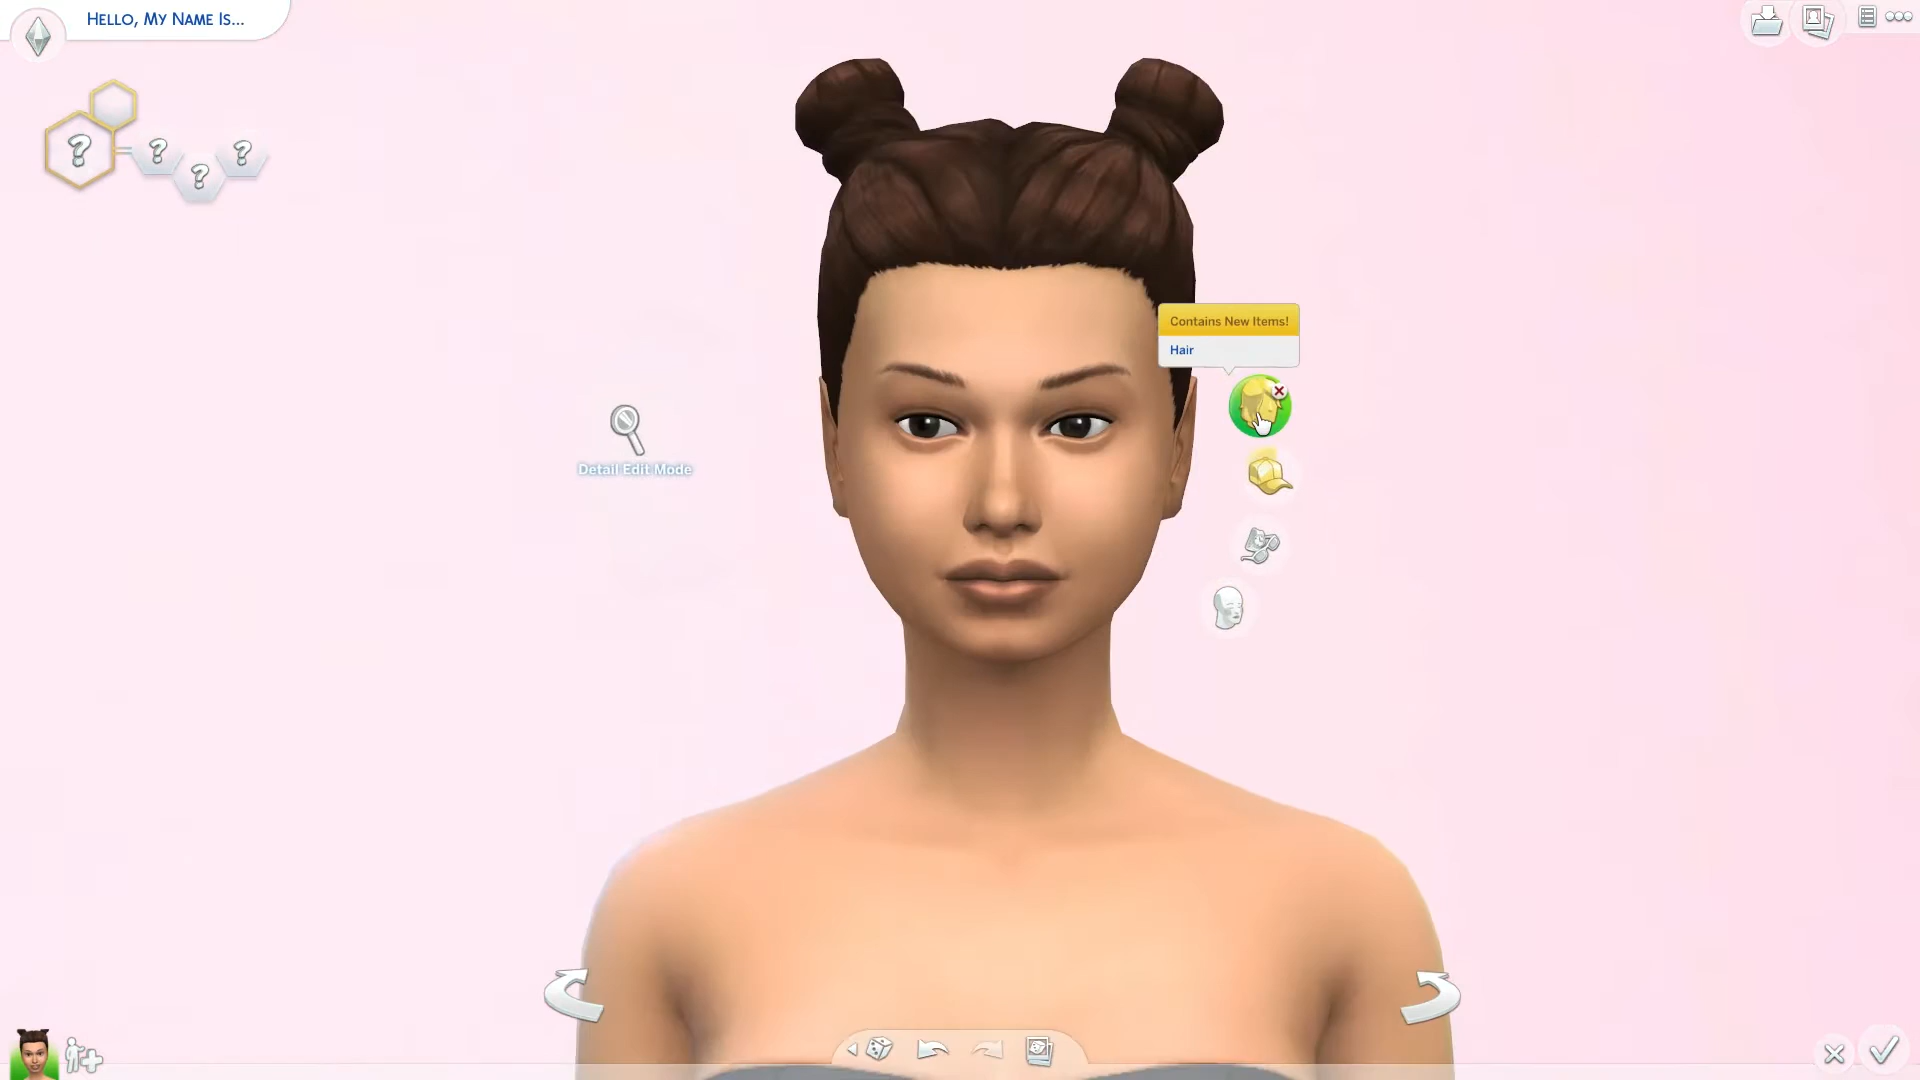 Hello, My Name Is...
?
?
?
?
Contains New Items!
Hair
Detail Edit Mode